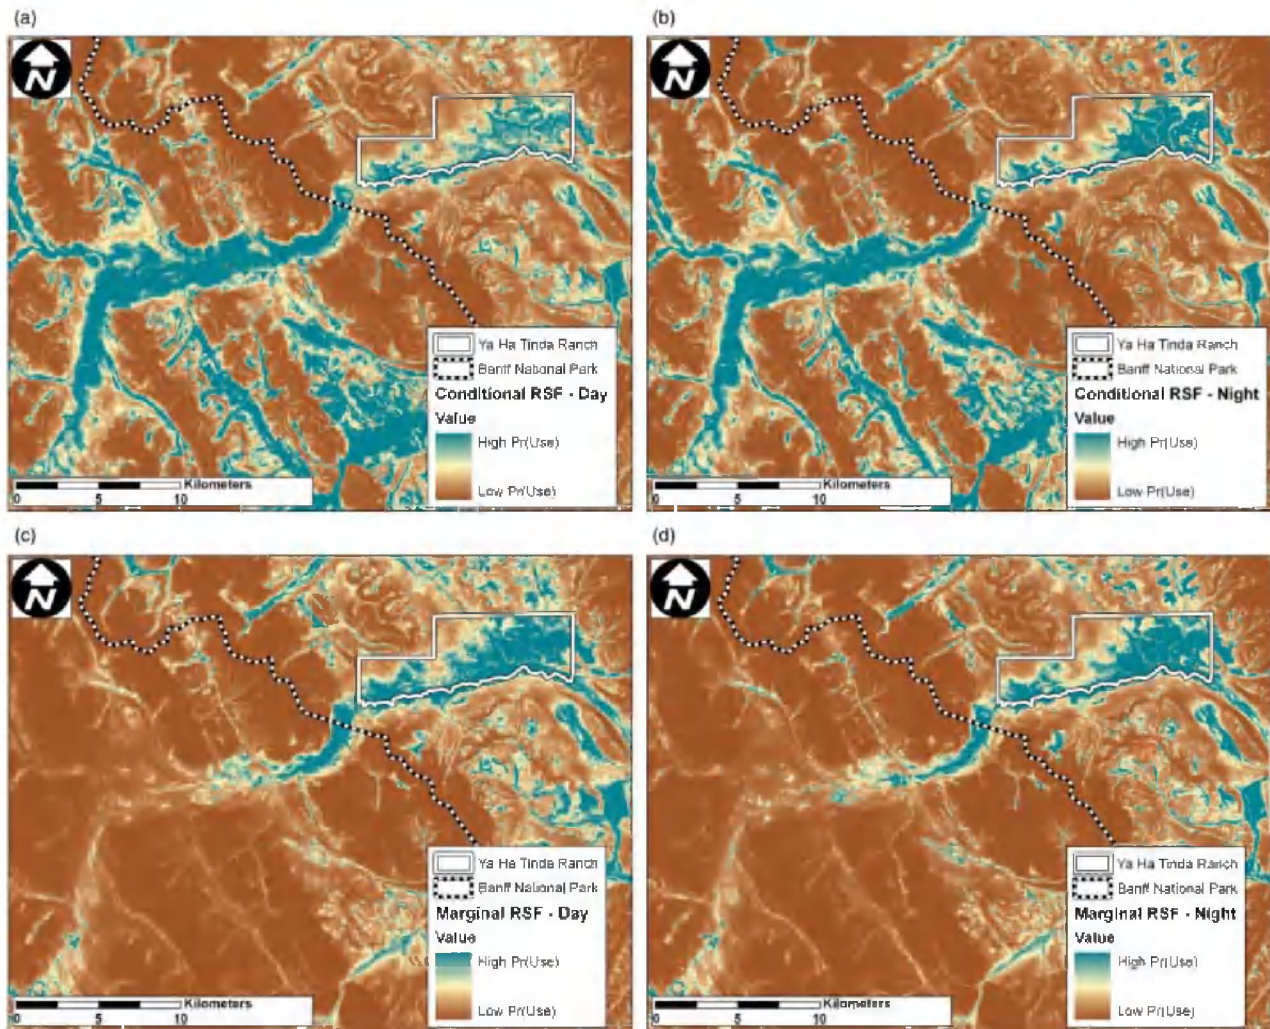 (a)
N
Ya Ha Tinda Ranch
Banff National Park
Conditional RSF - Day
Value
High Pr(Use)
Low Pr(Use)
Kilometers
0 5 10
(b)
N
Ya Ha Tinda Ranch
Banff National Park
Conditional RSF - Night
Value
High Pr(Use)
Low Pr(Use)
Kilometers
0 5 10
(c)
N
Ya Ha Tinda Ranch
Banff National Park
Marginal RSF - Day
Value
High Pr(Use)
Low Pr(Use)
Kilometers
0 5 10
(d)
N
Ya Ha Tinda Ranch
Banff National Park
Marginal RSF - Night
Value
High Pr(Use)
Low Pr(Use)
Kilometers
0 5 10